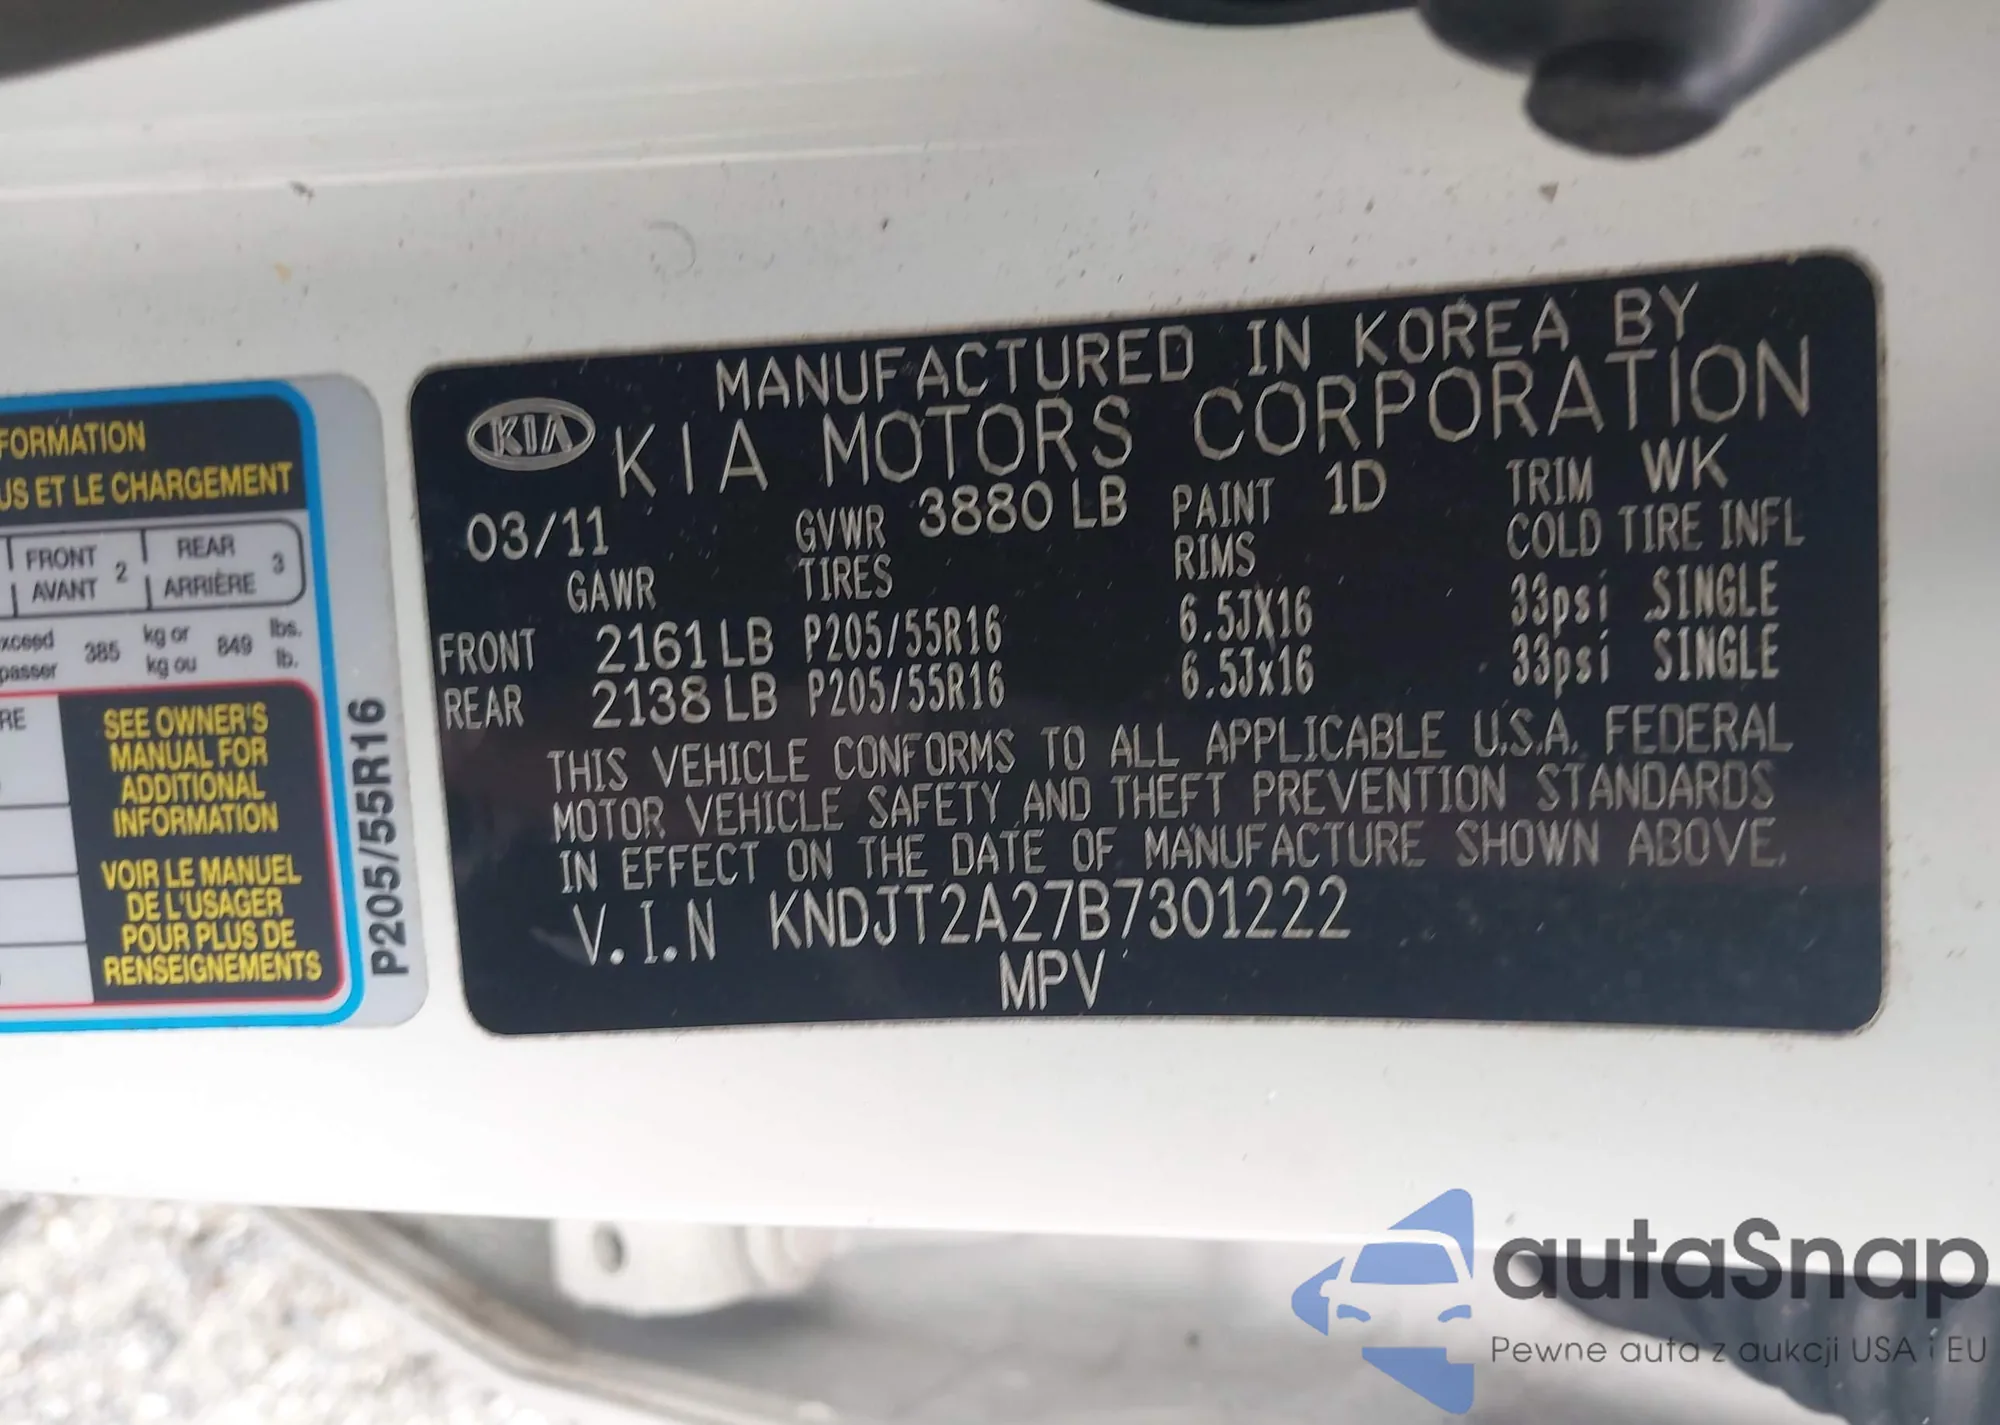 FORMATION
US ET LE CHARGEMENT
FRONT 2 REAR 3
AVANT ARRIÈRE
xceed 385 kg or 849 lbs.
passer kg ou lb.
RE
SEE OWNER'S
MANUAL FOR
ADDITIONAL
INFORMATION
VOIR LE MANUEL
DE L'USAGER
POUR PLUS DE
RENSEIGNEMENTS
P205/55R16
MANUFACTURED IN KOREA BY
KIA KIA MOTORS CORPORATION
03/11 GVWR 3880 LB PAINT 1D TRIM WK
GAWR TIRES RIMS COLD TIRE INFL
FRONT 2161 LB P205/55R16 6.5JX16 33psi SINGLE
REAR 2138 LB P205/55R16 6.5Jx16 33psi SINGLE
THIS VEHICLE CONFORMS TO ALL APPLICABLE U.S.A. FEDERAL
MOTOR VEHICLE SAFETY AND THEFT PREVENTION STANDARDS
IN EFFECT ON THE DATE OF MANUFACTURE SHOWN ABOVE.
V.I.N KNDJT2A27B7301222
MPV
autaSnap
Pewne auta z aukcji USA i EU